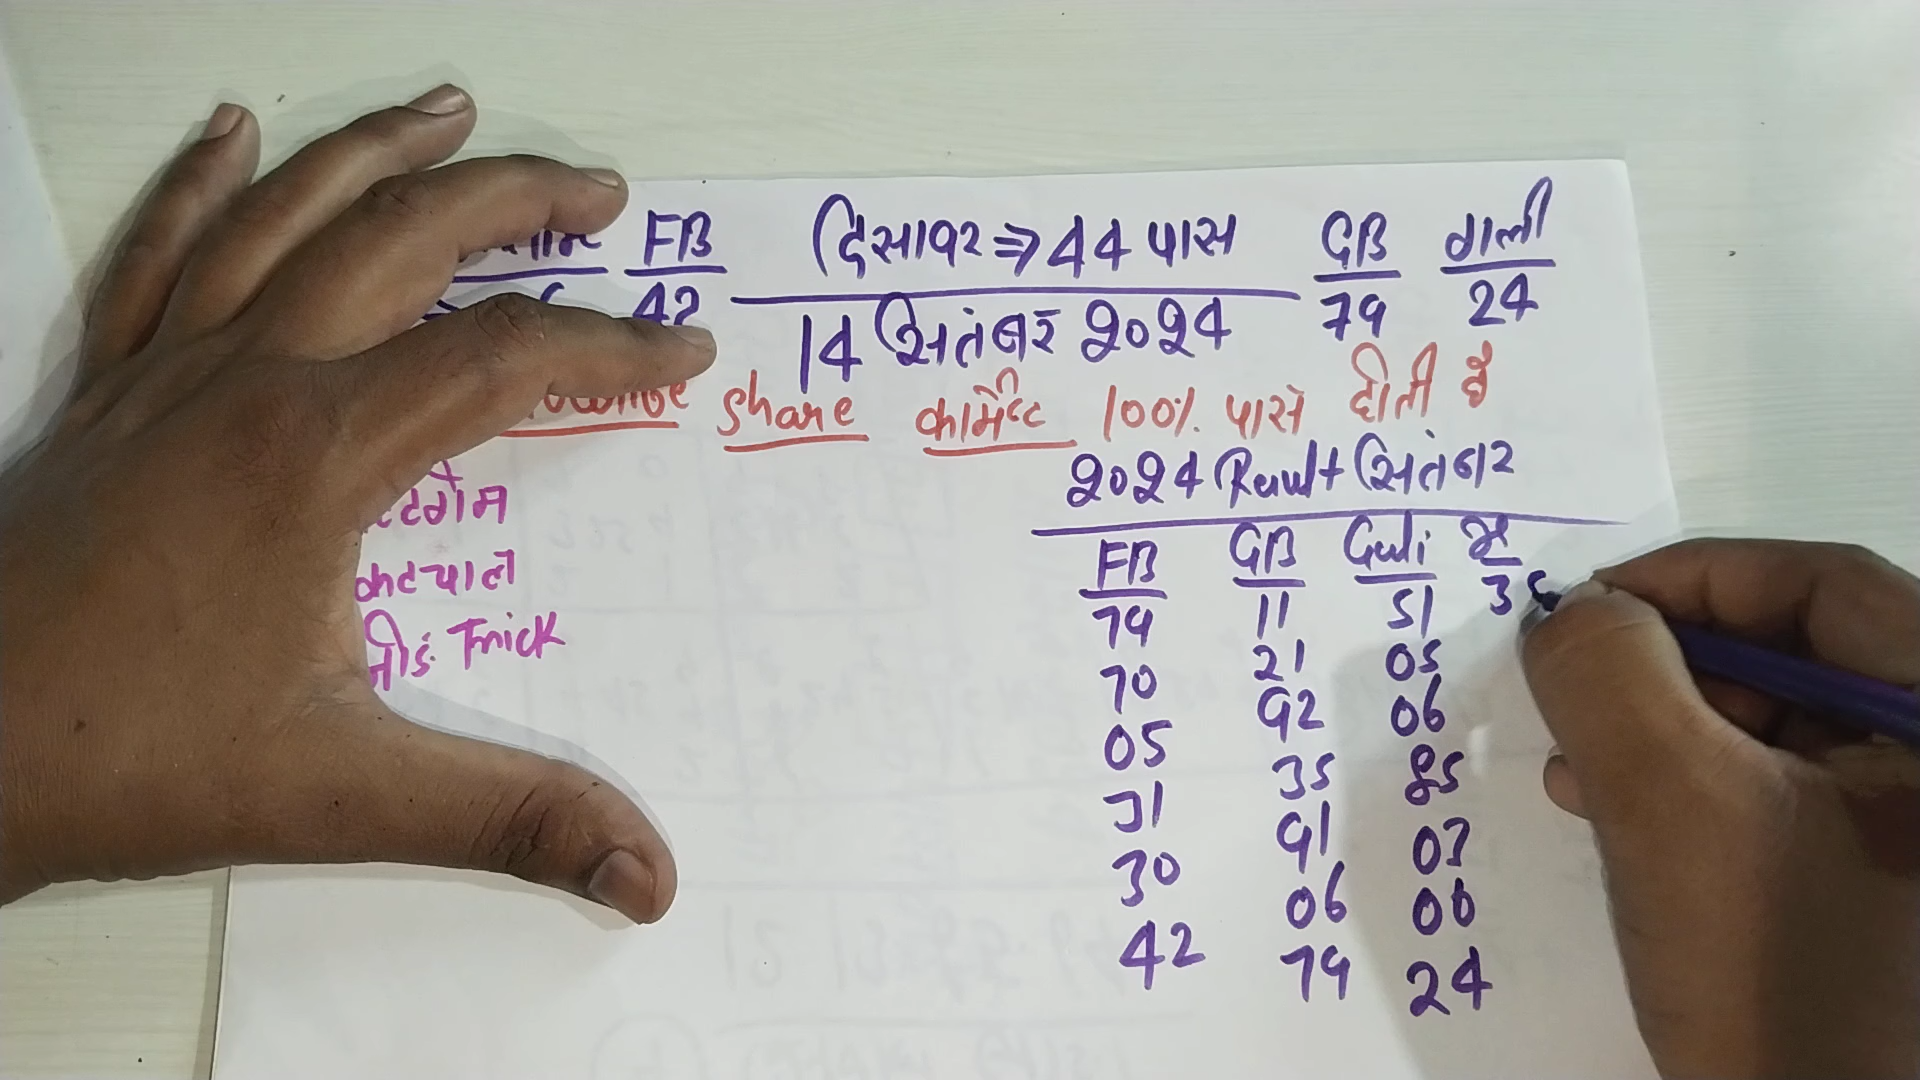 FB दिसावर ⇒ 44 पास GB गली
42 14 सितंबर 2024 79 24
share कमेंट 100% पास होती है
2024 Result सितंबर
FB GB Gali
79 11 51 3
70 21 05
05 92 06
31 35 85
30 91 03
42 06 06
79 24
Trick